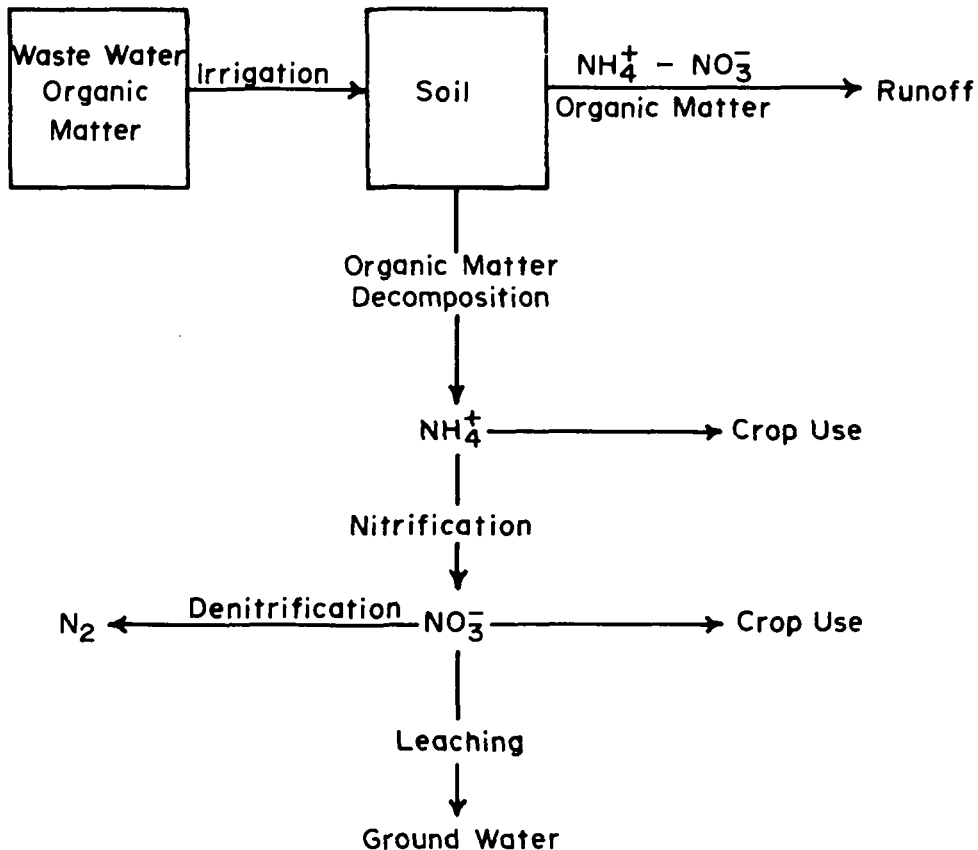 Waste Water
Organic
Matter
Irrigation
Soil
NH₄⁺ - NO₃⁻
Organic Matter
Runoff
Organic Matter
Decomposition
NH₄⁺
Crop Use
Nitrification
N₂
Denitrification
NO₃⁻
Crop Use
Leaching
Ground Water